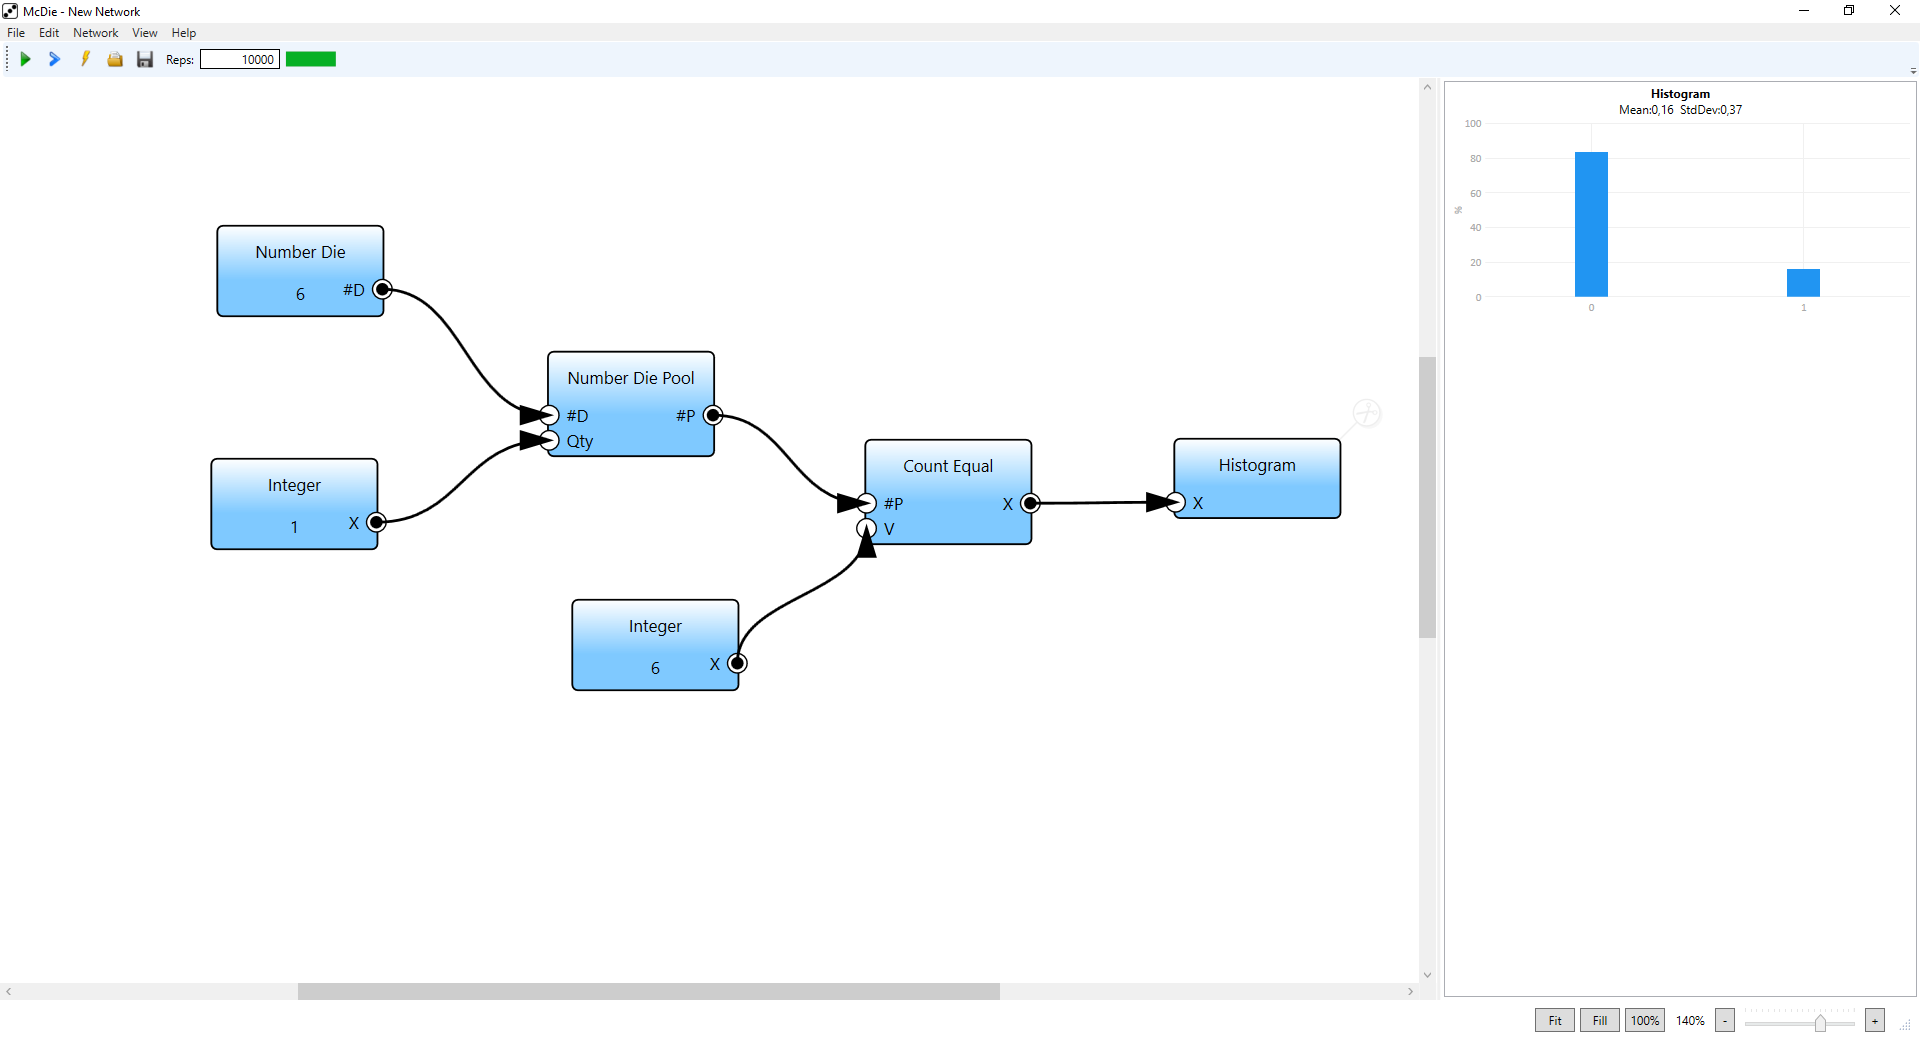 McDie - New Network
File Edit Network View Help
Reps: 10000
Histogram
Mean:0,16 StdDev:0,37
100
80
60
40
20
0
%
0 1
Number Die
6 #D
Number Die Pool
#D #P
Qty
Integer
1 X
Count Equal
#P X
V
Histogram
X
Integer
6 X
Fit Fill 100% 140% - +